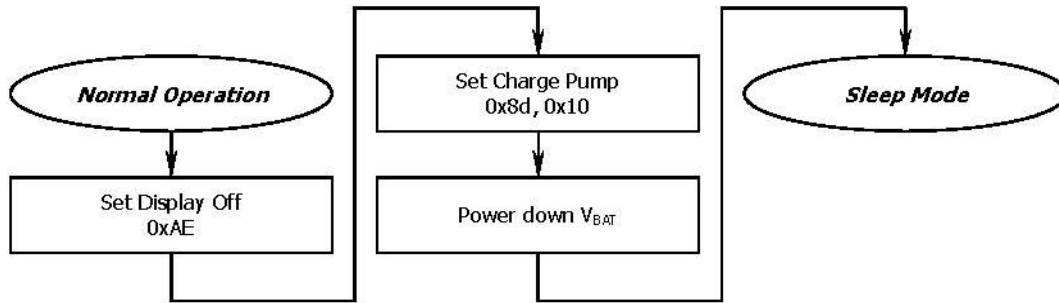 Normal Operation
Set Display Off
0xAE
Set Charge Pump
0x8d, 0x10
Power down VBAT
Sleep Mode